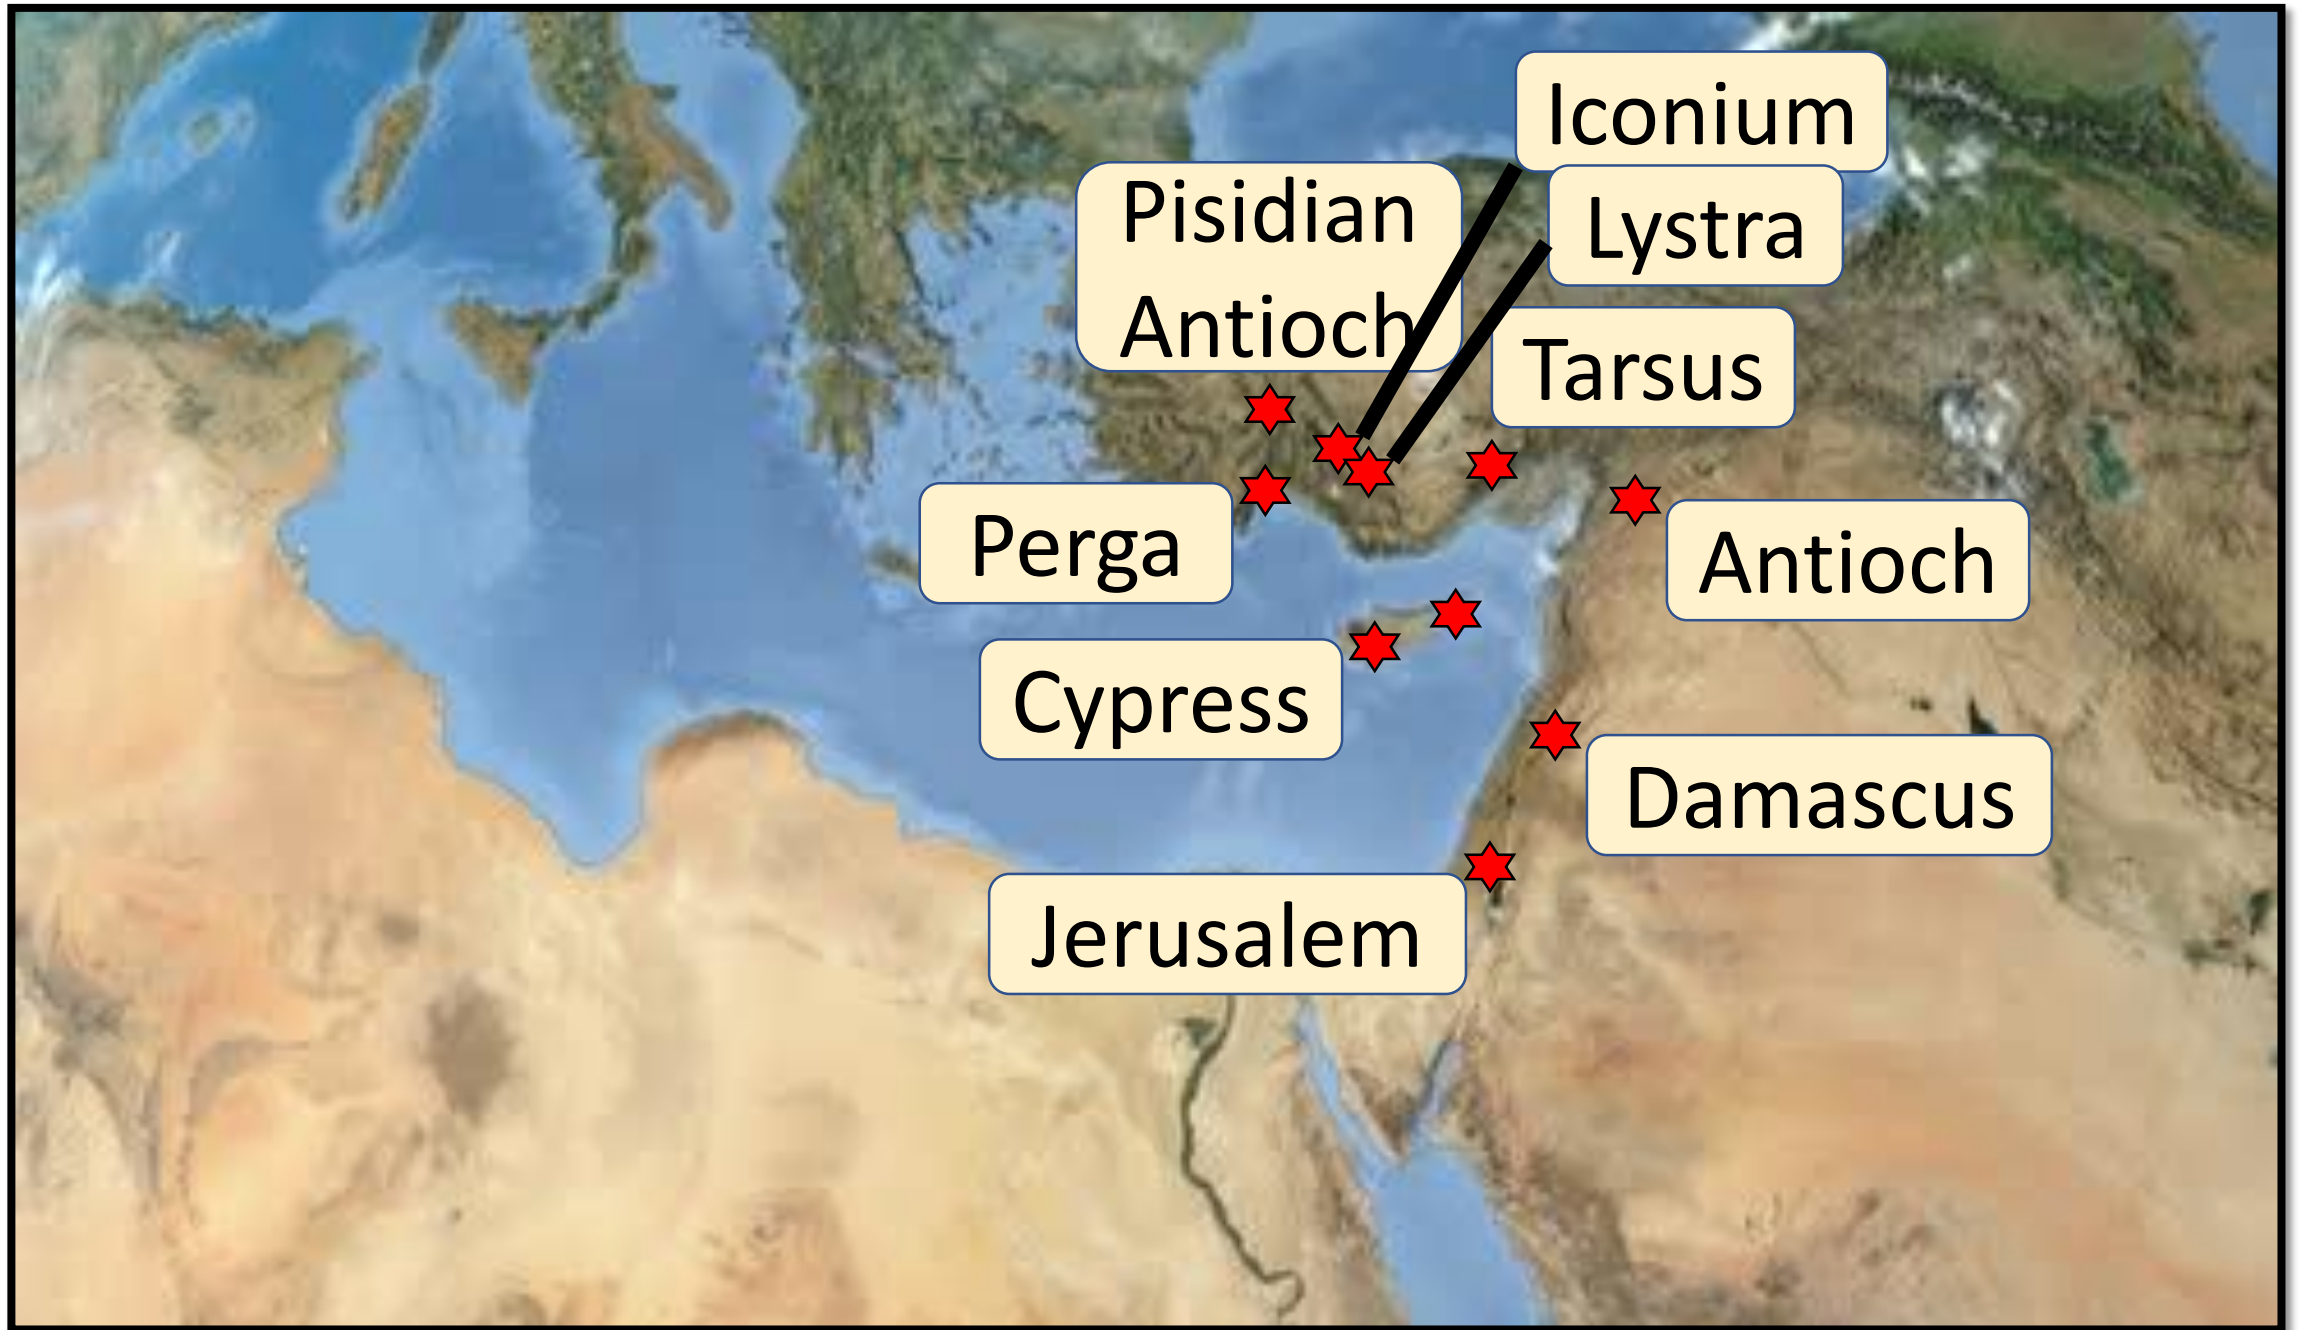 Iconium
Pisidian
Antioch
Lystra
Tarsus
Perga
Antioch
Cypress
Damascus
Jerusalem